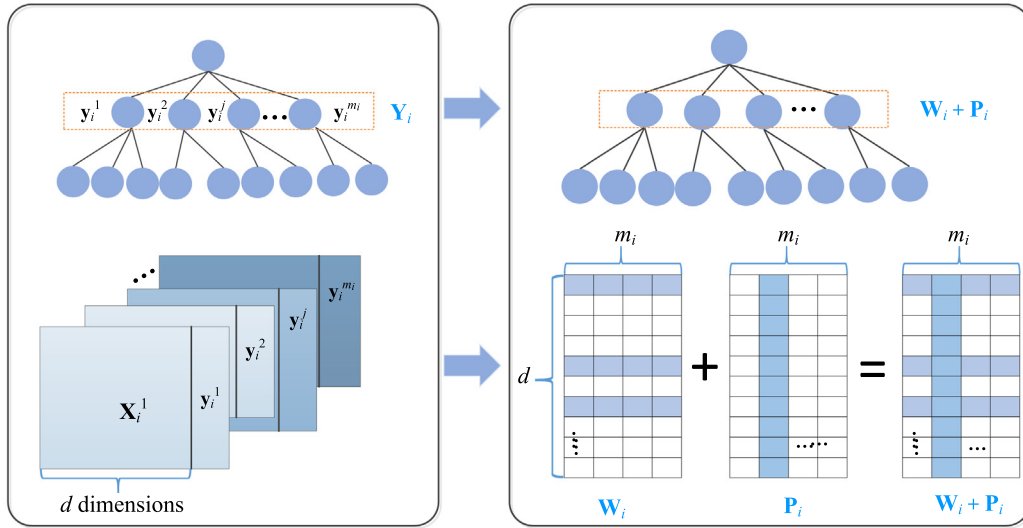 y_i^1 y_i^2 y_i^j ••• y_i^{m_i} Y_i
••• y_i^{m_i}
y_i^j
y_i^2
X_i^1 y_i^1
d dimensions
••• W_i + P_i
m_i m_i m_i
d + =
W_i P_i W_i + P_i